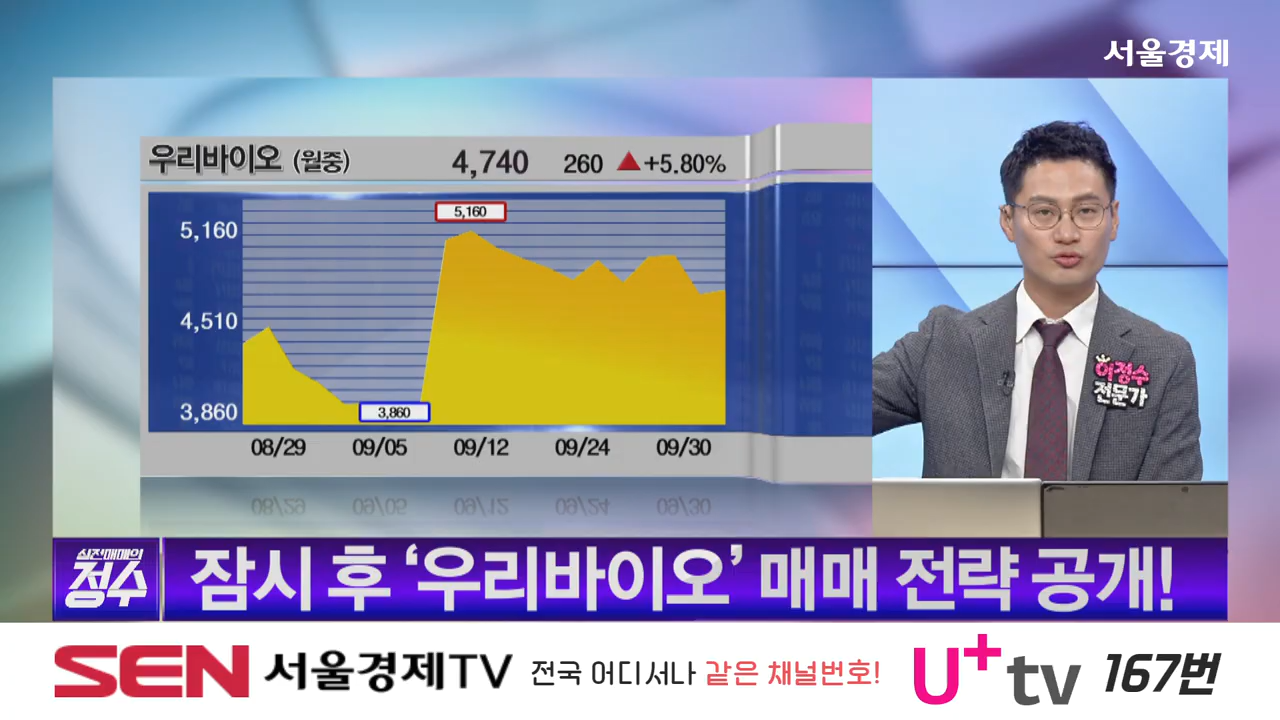 서울경제
우리바이오 (월중) 4,740 260 ▲ +5.80%
5,160
5,160
4,510
3,860
3,860
08/29 09/05 09/12 09/24 09/30
이정수
전문가
실전매매의
정수
잠시 후 ‘우리바이오’ 매매 전략 공개!
SEN 서울경제TV 전국 어디서나 같은 채널번호! U+ tv 167번